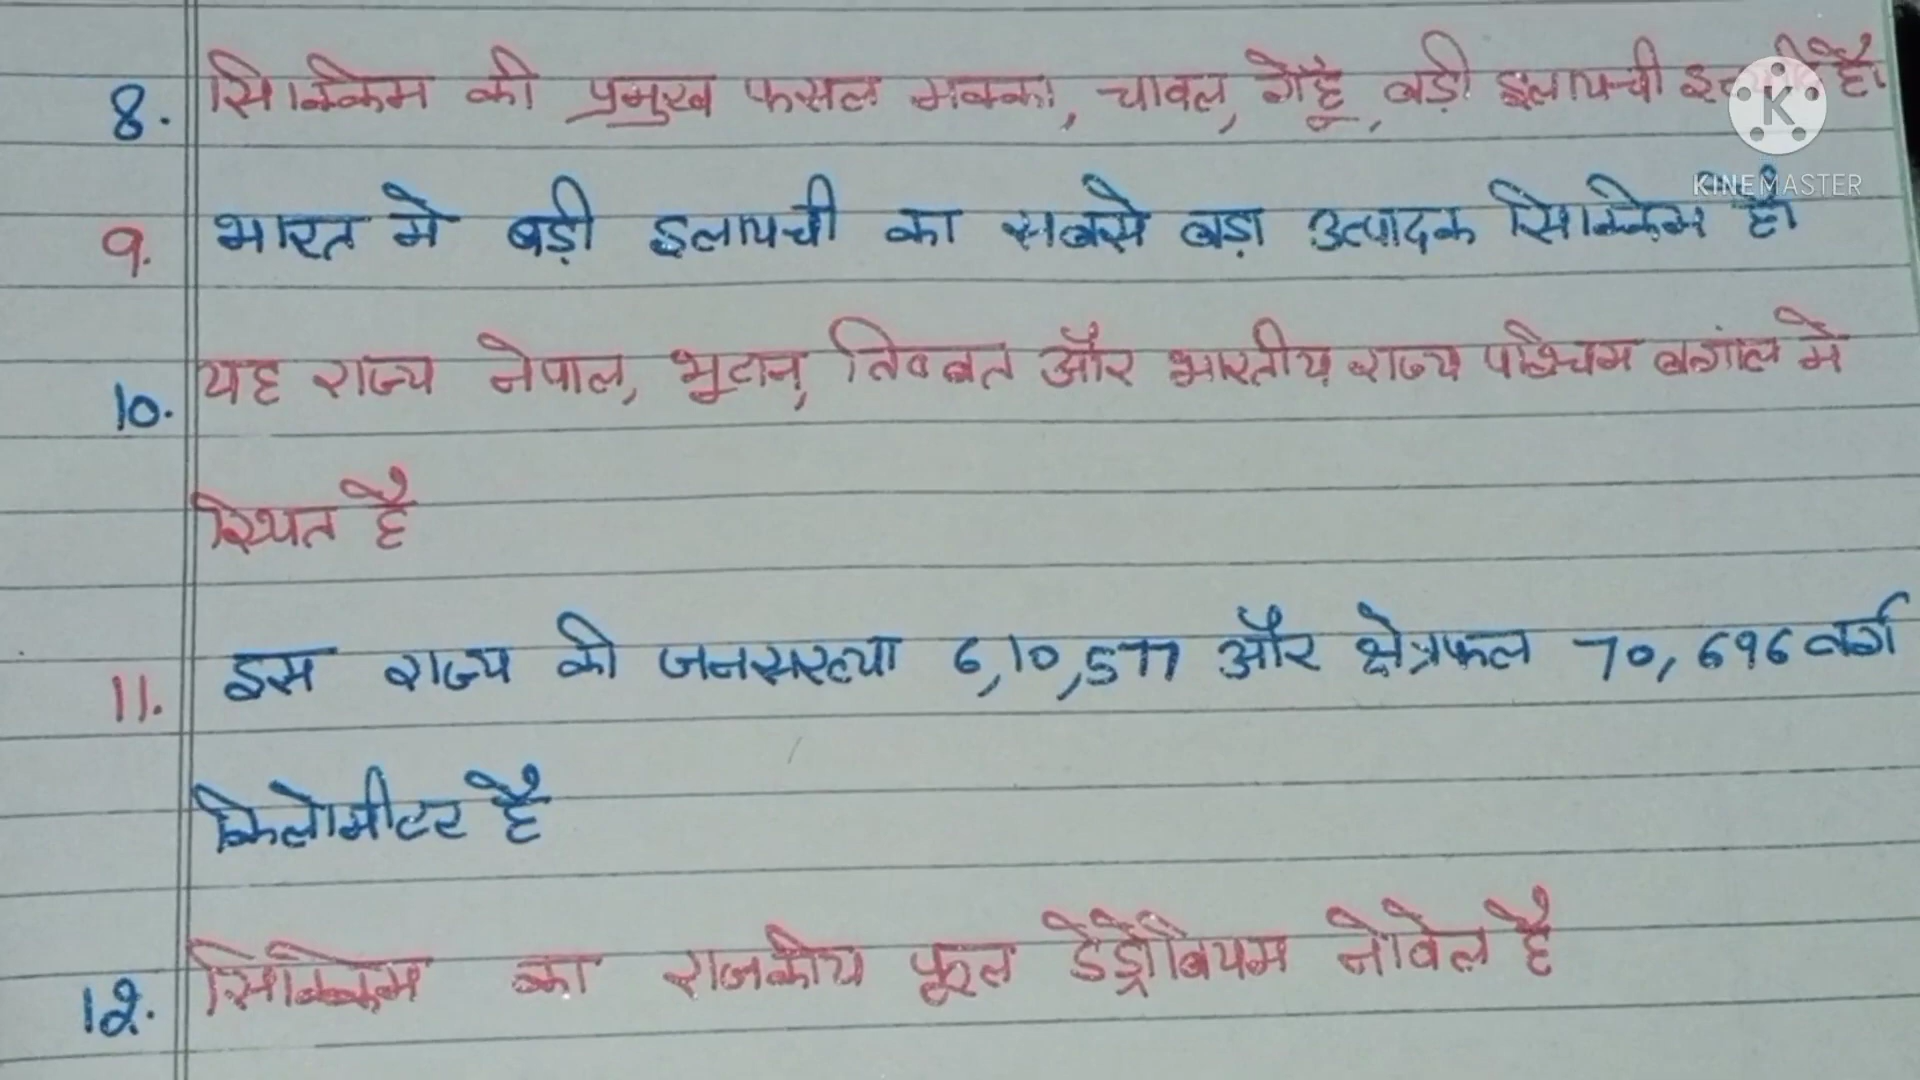 8. सिक्किम की प्रमुख फसल मक्का, चावल, गेहूं, बड़ी इलायची है।
KINEMASTER
9. भारत मे बड़ी इलायची का सबसे बड़ा उत्पादक सिक्किम है।
10. यह राज्य नेपाल, भूटान, तिब्बत और भारतीय राज्य पश्चिम बगांल मे
स्थित है
11. इस राज्य की जनसख्या 6,10,577 और क्षेत्रफल 70,696 वर्ग
किलोमीटर है
12. सिक्किम का राजकीय फूल डेंड्रोबियम नोबेल है